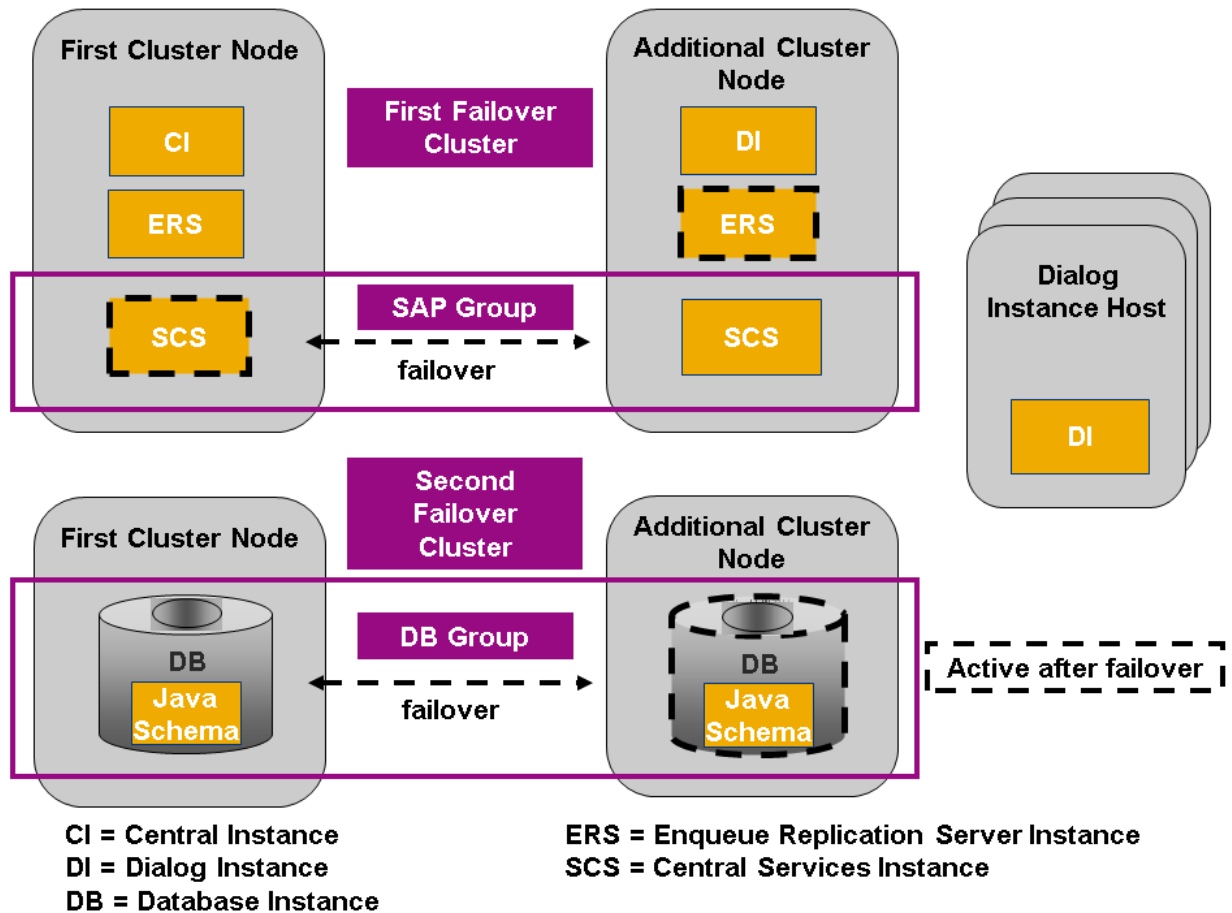 First Cluster Node
CI
ERS
SCS
First Failover
Cluster
SAP Group
failover
Additional Cluster
Node
DI
ERS
SCS
Dialog
Instance Host
DI
First Cluster Node
DB
Java
Schema
Second
Failover
Cluster
DB Group
failover
Additional Cluster
Node
DB
Java
Schema
Active after failover
CI = Central Instance
DI = Dialog Instance
DB = Database Instance
ERS = Enqueue Replication Server Instance
SCS = Central Services Instance